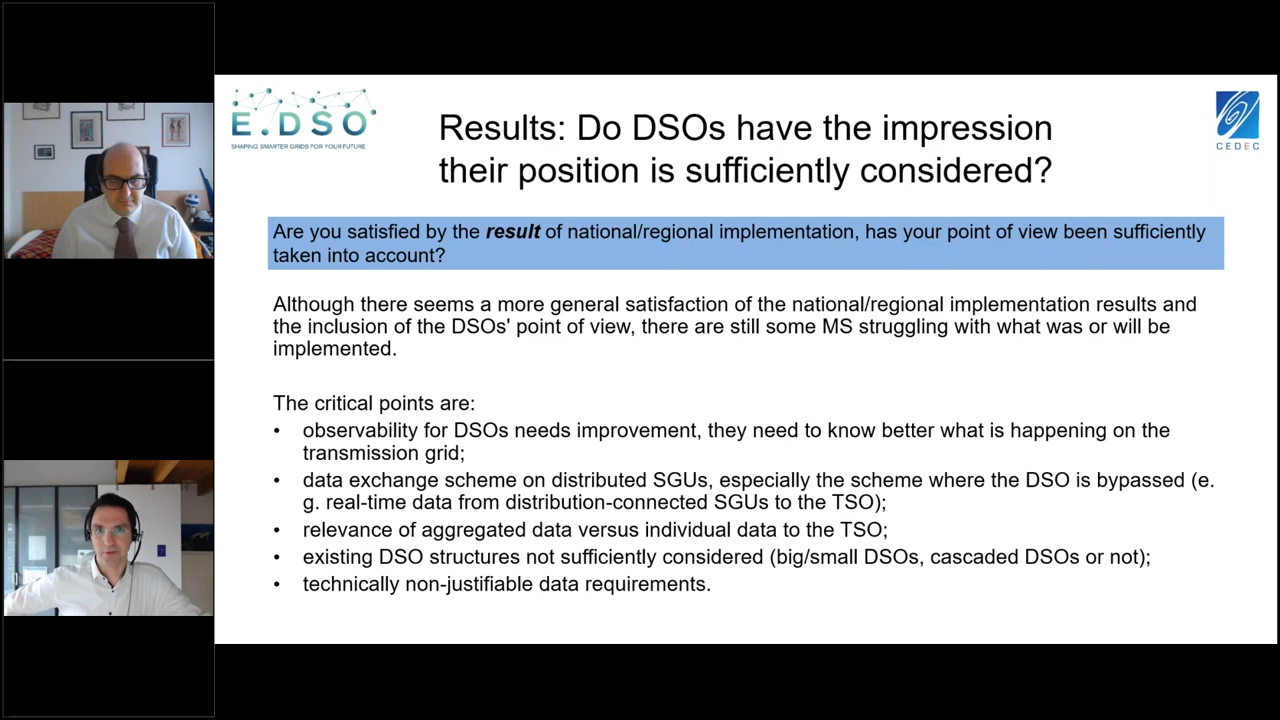 E.DSO
SHAPING SMARTER GRIDS FOR YOUR FUTURE
Results: Do DSOs have the impression
their position is sufficiently considered?
CEDEC
Are you satisfied by the result of national/regional implementation, has your point of view been sufficiently
taken into account?
Although there seems a more general satisfaction of the national/regional implementation results and
the inclusion of the DSOs' point of view, there are still some MS struggling with what was or will be
implemented.
The critical points are:
• observability for DSOs needs improvement, they need to know better what is happening on the
transmission grid;
• data exchange scheme on distributed SGUs, especially the scheme where the DSO is bypassed (e.
g. real-time data from distribution-connected SGUs to the TSO);
• relevance of aggregated data versus individual data to the TSO;
• existing DSO structures not sufficiently considered (big/small DSOs, cascaded DSOs or not);
• technically non-justifiable data requirements.